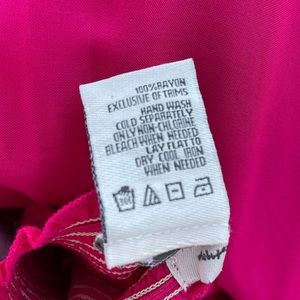 100% RAYON
EXCLUSIVE OF TRIMS
HAND WASH
COLD SEPARATELY
ONLY NON-CHLORINE
BLEACH WHEN NEEDED
LAY FLAT TO
DRY COOL IRON
WHEN NEEDED